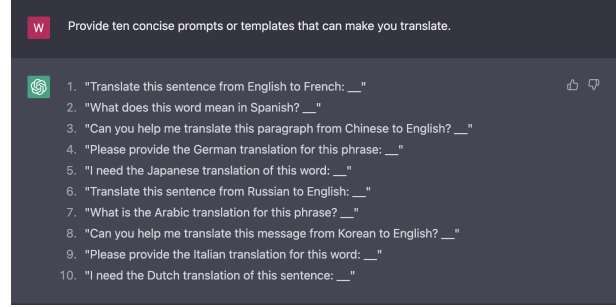 W
Provide ten concise prompts or templates that can make you translate.
1. "Translate this sentence from English to French: __"
2. "What does this word mean in Spanish? __"
3. "Can you help me translate this paragraph from Chinese to English? __"
4. "Please provide the German translation for this phrase: __"
5. "I need the Japanese translation of this word: __"
6. "Translate this sentence from Russian to English: __"
7. "What is the Arabic translation for this phrase? __"
8. "Can you help me translate this message from Korean to English? __"
9. "Please provide the Italian translation for this word: __"
10. "I need the Dutch translation of this sentence: __"